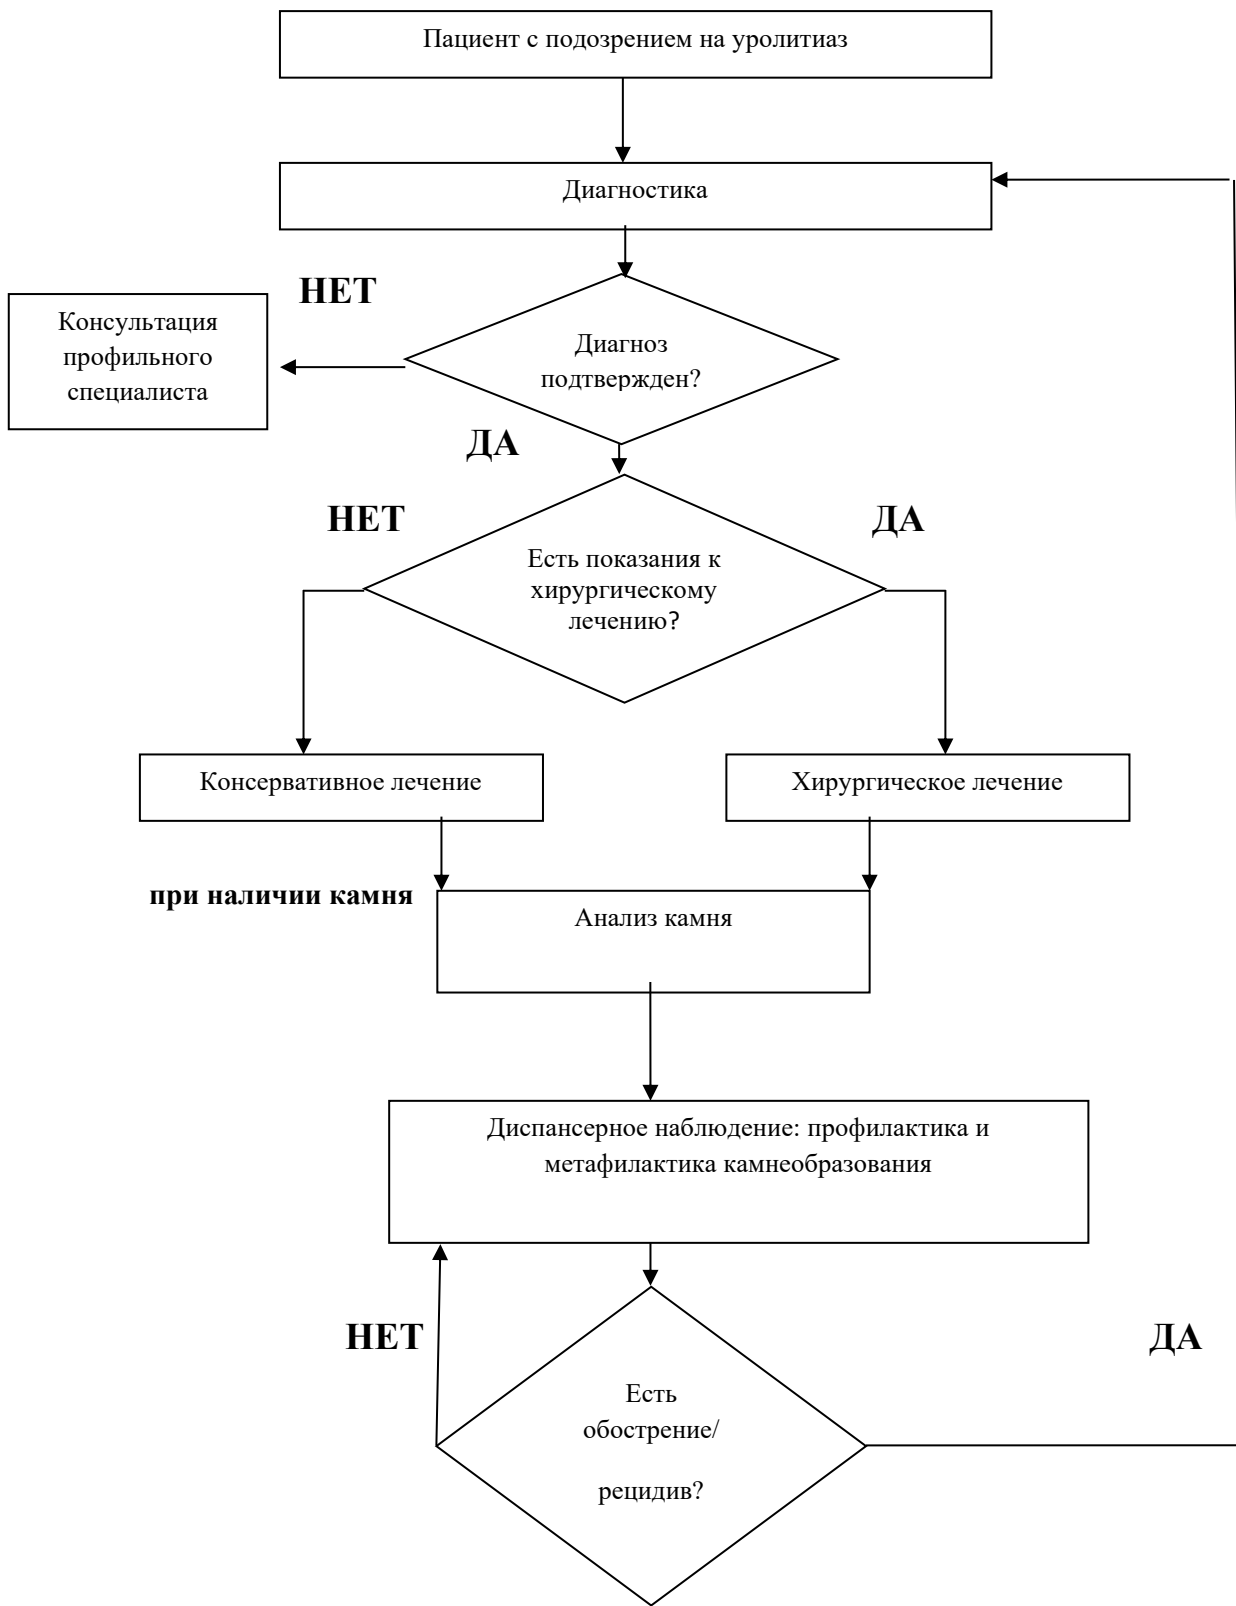 Пациент с подозрением на уролитиаз
Диагностика
НЕТ
Консультация
профильного
специалиста
Диагноз
подтвержден?
ДА
НЕТ
ДА
Есть показания к
хирургическому
лечению?
Консервативное лечение
Хирургическое лечение
при наличии камня
Анализ камня
Диспансерное наблюдение: профилактика и
метафилактика камнеобразования
НЕТ
ДА
Есть
обострение/
рецидив?